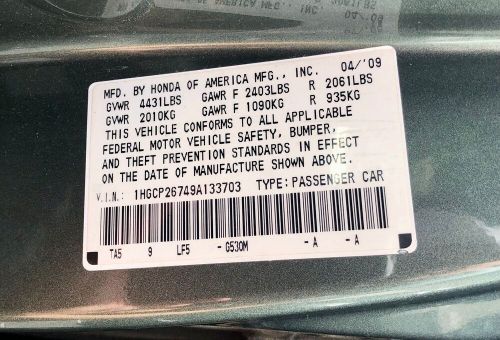 MFD. BY HONDA OF AMERICA MFG., INC. 04/'09
GVWR 4431LBS GAWR F 2403LBS R 2061LBS
GVWR 2010KG GAWR F 1090KG R 935KG
THIS VEHICLE CONFORMS TO ALL APPLICABLE
FEDERAL MOTOR VEHICLE SAFETY, BUMPER,
AND THEFT PREVENTION STANDARDS IN EFFECT
ON THE DATE OF MANUFACTURE SHOWN ABOVE.
V.I.N.: 1HGCP26749A133703 TYPE: PASSENGER CAR
TA5 9 LF5 - G530M - A - A